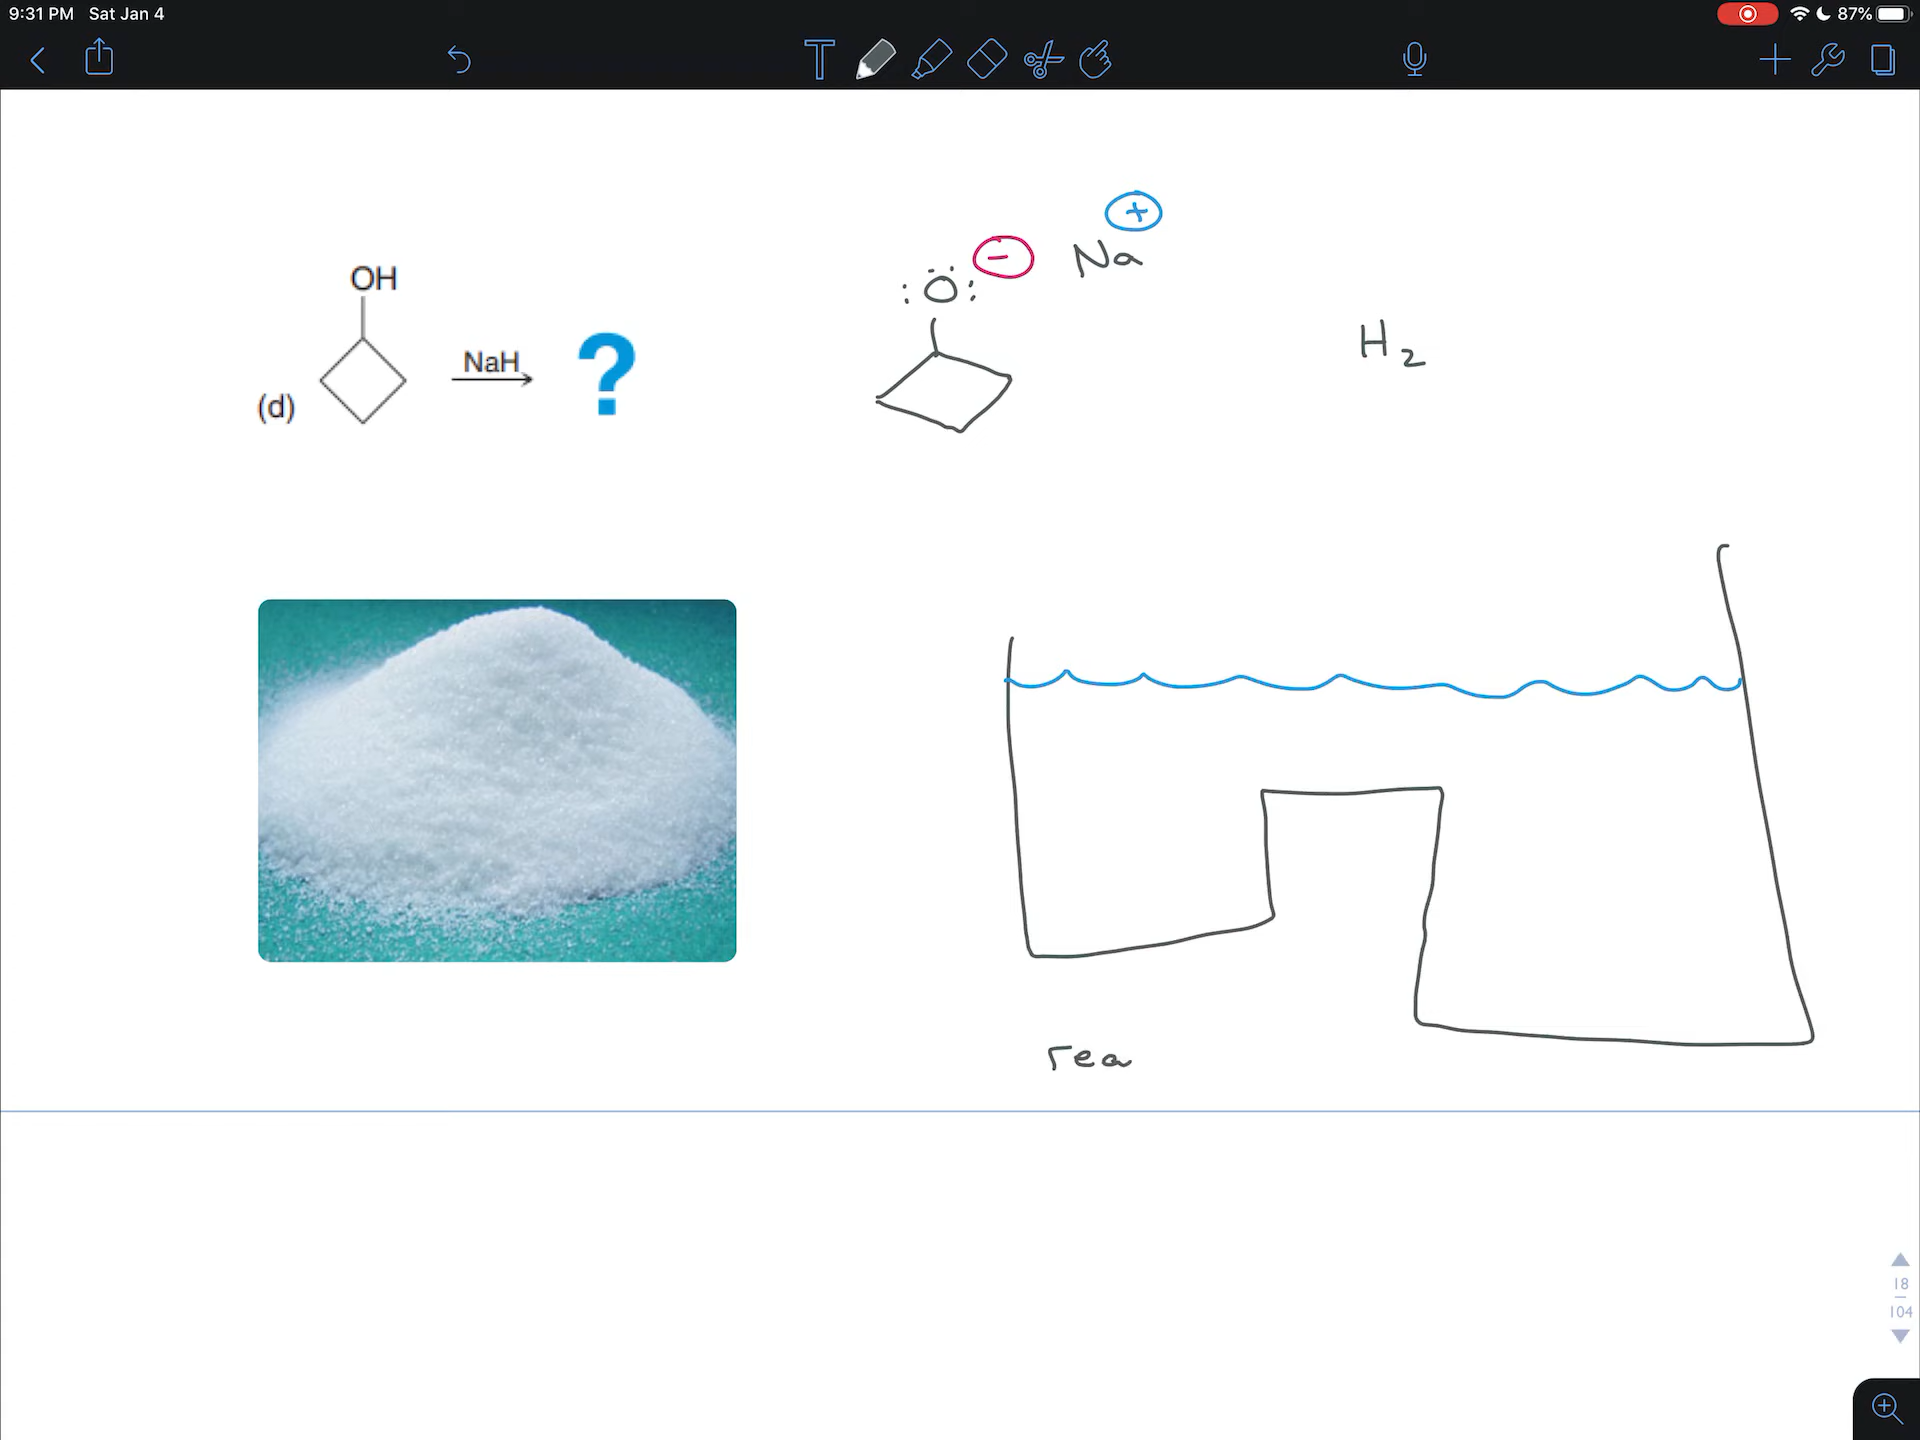 9:31 PM Sat Jan 4
87%
T
+
Na
−
:Ö:
OH
H₂
NaH
?
(d)
rea
18
104